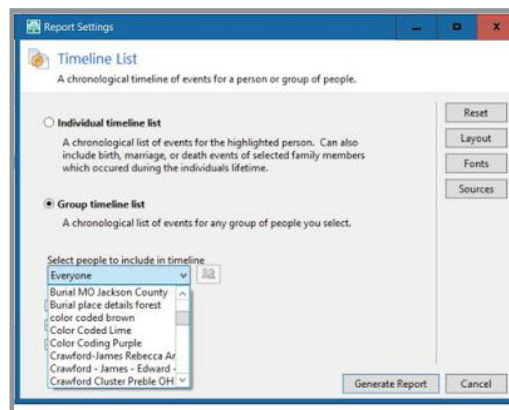 Report Settings
Timeline List
A chronological timeline of events for a person or group of people.
Reset
Individual timeline list
Layout
A chronological list of events for the highlighted person. Can also
include birth, marriage, or death events of selected family members
which occured during the individuals lifetime.
Fonts
Sources
Group timeline list
A chronological list of events for any group of people you select.
Select people to include in timeline
Everyone
Burial MO Jackson County
Burial place details forest
color coded brown
Color Coded Lime
Color Coding Purple
Crawford-James Rebecca Ar
Crawford - James - Edward -
Crawford Cluster Preble OH
Generate Report
Cancel